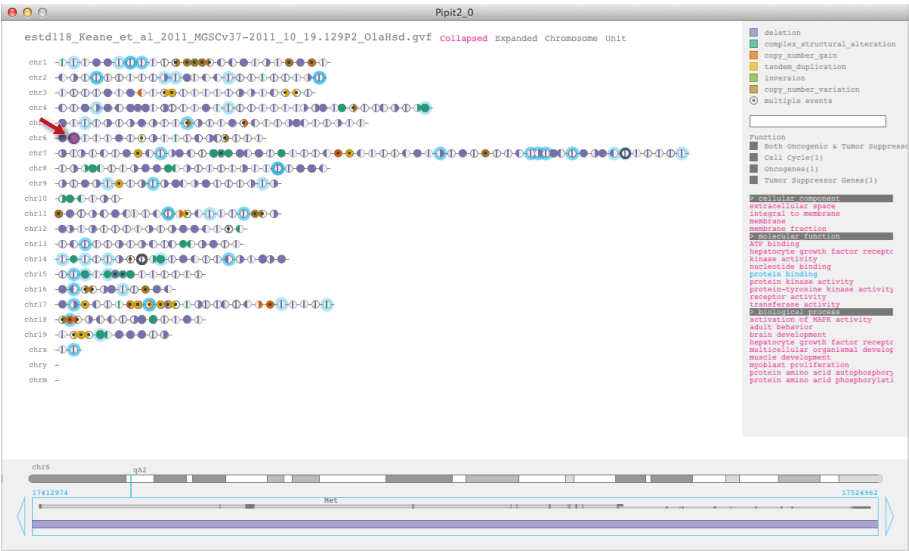 Pipit2_0
estd118_Keane_et_al_2011_MGSCv37-2011_10_19.129P2_OlaHsd.gvf Collapsed Expanded Chromosome Unit
chr1
chr2
chr3
chr4
chr5
chr6
chr7
chr8
chr9
chr10
chr11
chr12
chr13
chr14
chr15
chr16
chr17
chr18
chr19
chrx
chry -
chrm -
deletion
complex_structural_alteration
copy_number_gain
tandem_duplication
inversion
copy_number_variation
multiple events
Function
Both Oncogenic & Tumor Suppresso
Cell Cycle(1)
Oncogenes(1)
Tumor Suppressor Genes(1)
> cellular component
extracellular space
integral to membrane
membrane
membrane fraction
> molecular function
ATP binding
hepatocyte growth factor recepto
kinase activity
nucleotide binding
protein binding
protein kinase activity
protein-tyrosine kinase activity
receptor activity
transferase activity
> biological process
activation of MAPK activity
adult behavior
brain development
hepatocyte growth factor recepto
multicellular organismal develop
muscle development
myoblast proliferation
protein amino acid autophosphory
protein amino acid phosphorylati
chr6
qA2
17412974 17524962
Met